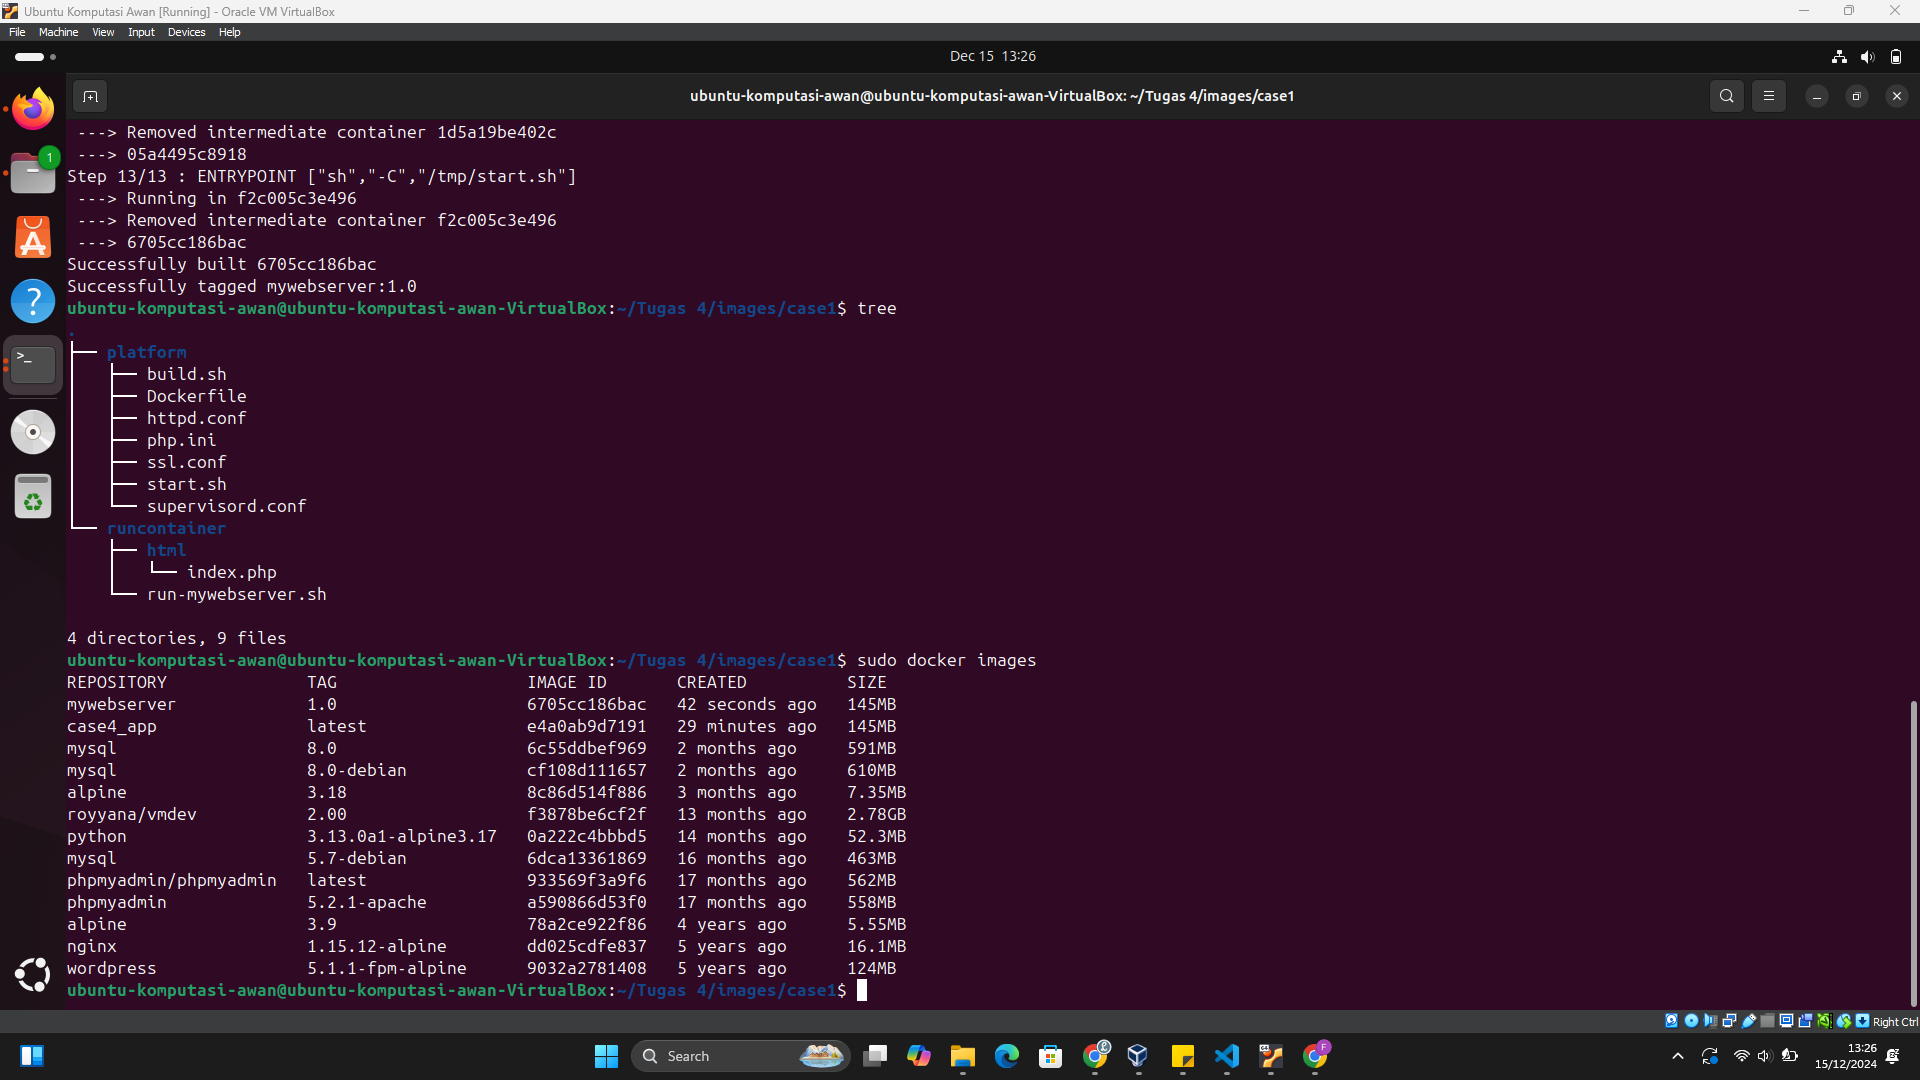 Ubuntu Komputasi Awan [Running] - Oracle VM VirtualBox
File Machine View Input Devices Help
Dec 15 13:26
ubuntu-komputasi-awan@ubuntu-komputasi-awan-VirtualBox: ~/Tugas 4/images/case1
---> Removed intermediate container 1d5a19be402c
---> 05a4495c8918
Step 13/13 : ENTRYPOINT ["sh","-C","/tmp/start.sh"]
---> Running in f2c005c3e496
---> Removed intermediate container f2c005c3e496
---> 6705cc186bac
Successfully built 6705cc186bac
Successfully tagged mywebserver:1.0
ubuntu-komputasi-awan@ubuntu-komputasi-awan-VirtualBox:~/Tugas 4/images/case1$ tree
.
├── platform
│   ├── build.sh
│   ├── Dockerfile
│   ├── httpd.conf
│   ├── php.ini
│   ├── ssl.conf
│   ├── start.sh
│   └── supervisord.conf
└── runcontainer
    ├── html
    │   └── index.php
    └── run-mywebserver.sh
4 directories, 9 files
ubuntu-komputasi-awan@ubuntu-komputasi-awan-VirtualBox:~/Tugas 4/images/case1$ sudo docker images
REPOSITORY TAG IMAGE ID CREATED SIZE
mywebserver 1.0 6705cc186bac 42 seconds ago 145MB
case4_app latest e4a0ab9d7191 29 minutes ago 145MB
mysql 8.0 6c55ddbef969 2 months ago 591MB
mysql 8.0-debian cf108d111657 2 months ago 610MB
alpine 3.18 8c86d514f886 3 months ago 7.35MB
royyana/vmdev 2.00 f3878be6cf2f 13 months ago 2.78GB
python 3.13.0a1-alpine3.17 0a222c4bbbd5 14 months ago 52.3MB
mysql 5.7-debian 6dca13361869 16 months ago 463MB
phpmyadmin/phpmyadmin latest 933569f3a9f6 17 months ago 562MB
phpmyadmin 5.2.1-apache a590866d53f0 17 months ago 558MB
alpine 3.9 78a2ce922f86 4 years ago 5.55MB
nginx 1.15.12-alpine dd025cdfe837 5 years ago 16.1MB
wordpress 5.1.1-fpm-alpine 9032a2781408 5 years ago 124MB
ubuntu-komputasi-awan@ubuntu-komputasi-awan-VirtualBox:~/Tugas 4/images/case1$
1
Right Ctrl
Search
13:26
15/12/2024